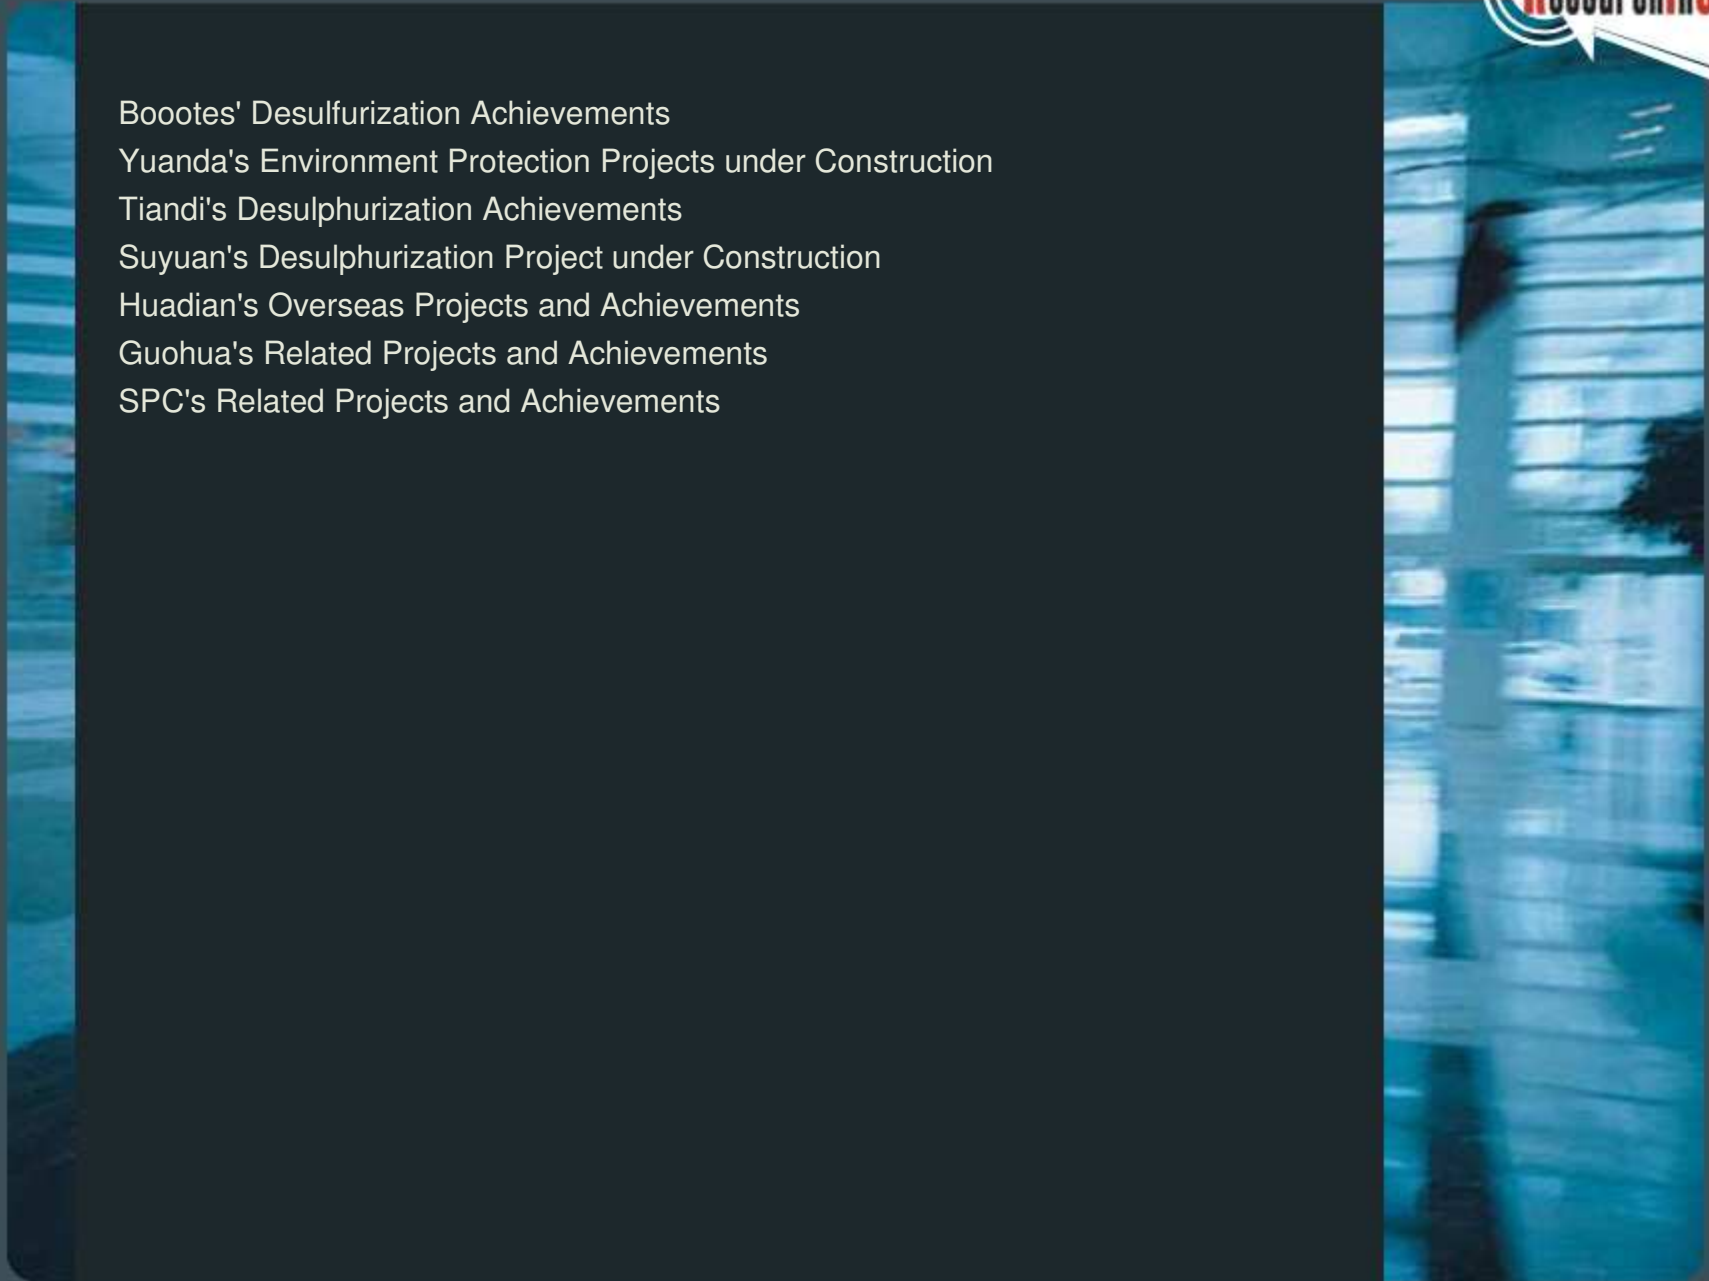 Boootes' Desulfurization Achievements
Yuanda's Environment Protection Projects under Construction
Tiandi's Desulphurization Achievements
Suyuan's Desulphurization Project under Construction
Huadian's Overseas Projects and Achievements
Guohua's Related Projects and Achievements
SPC's Related Projects and Achievements